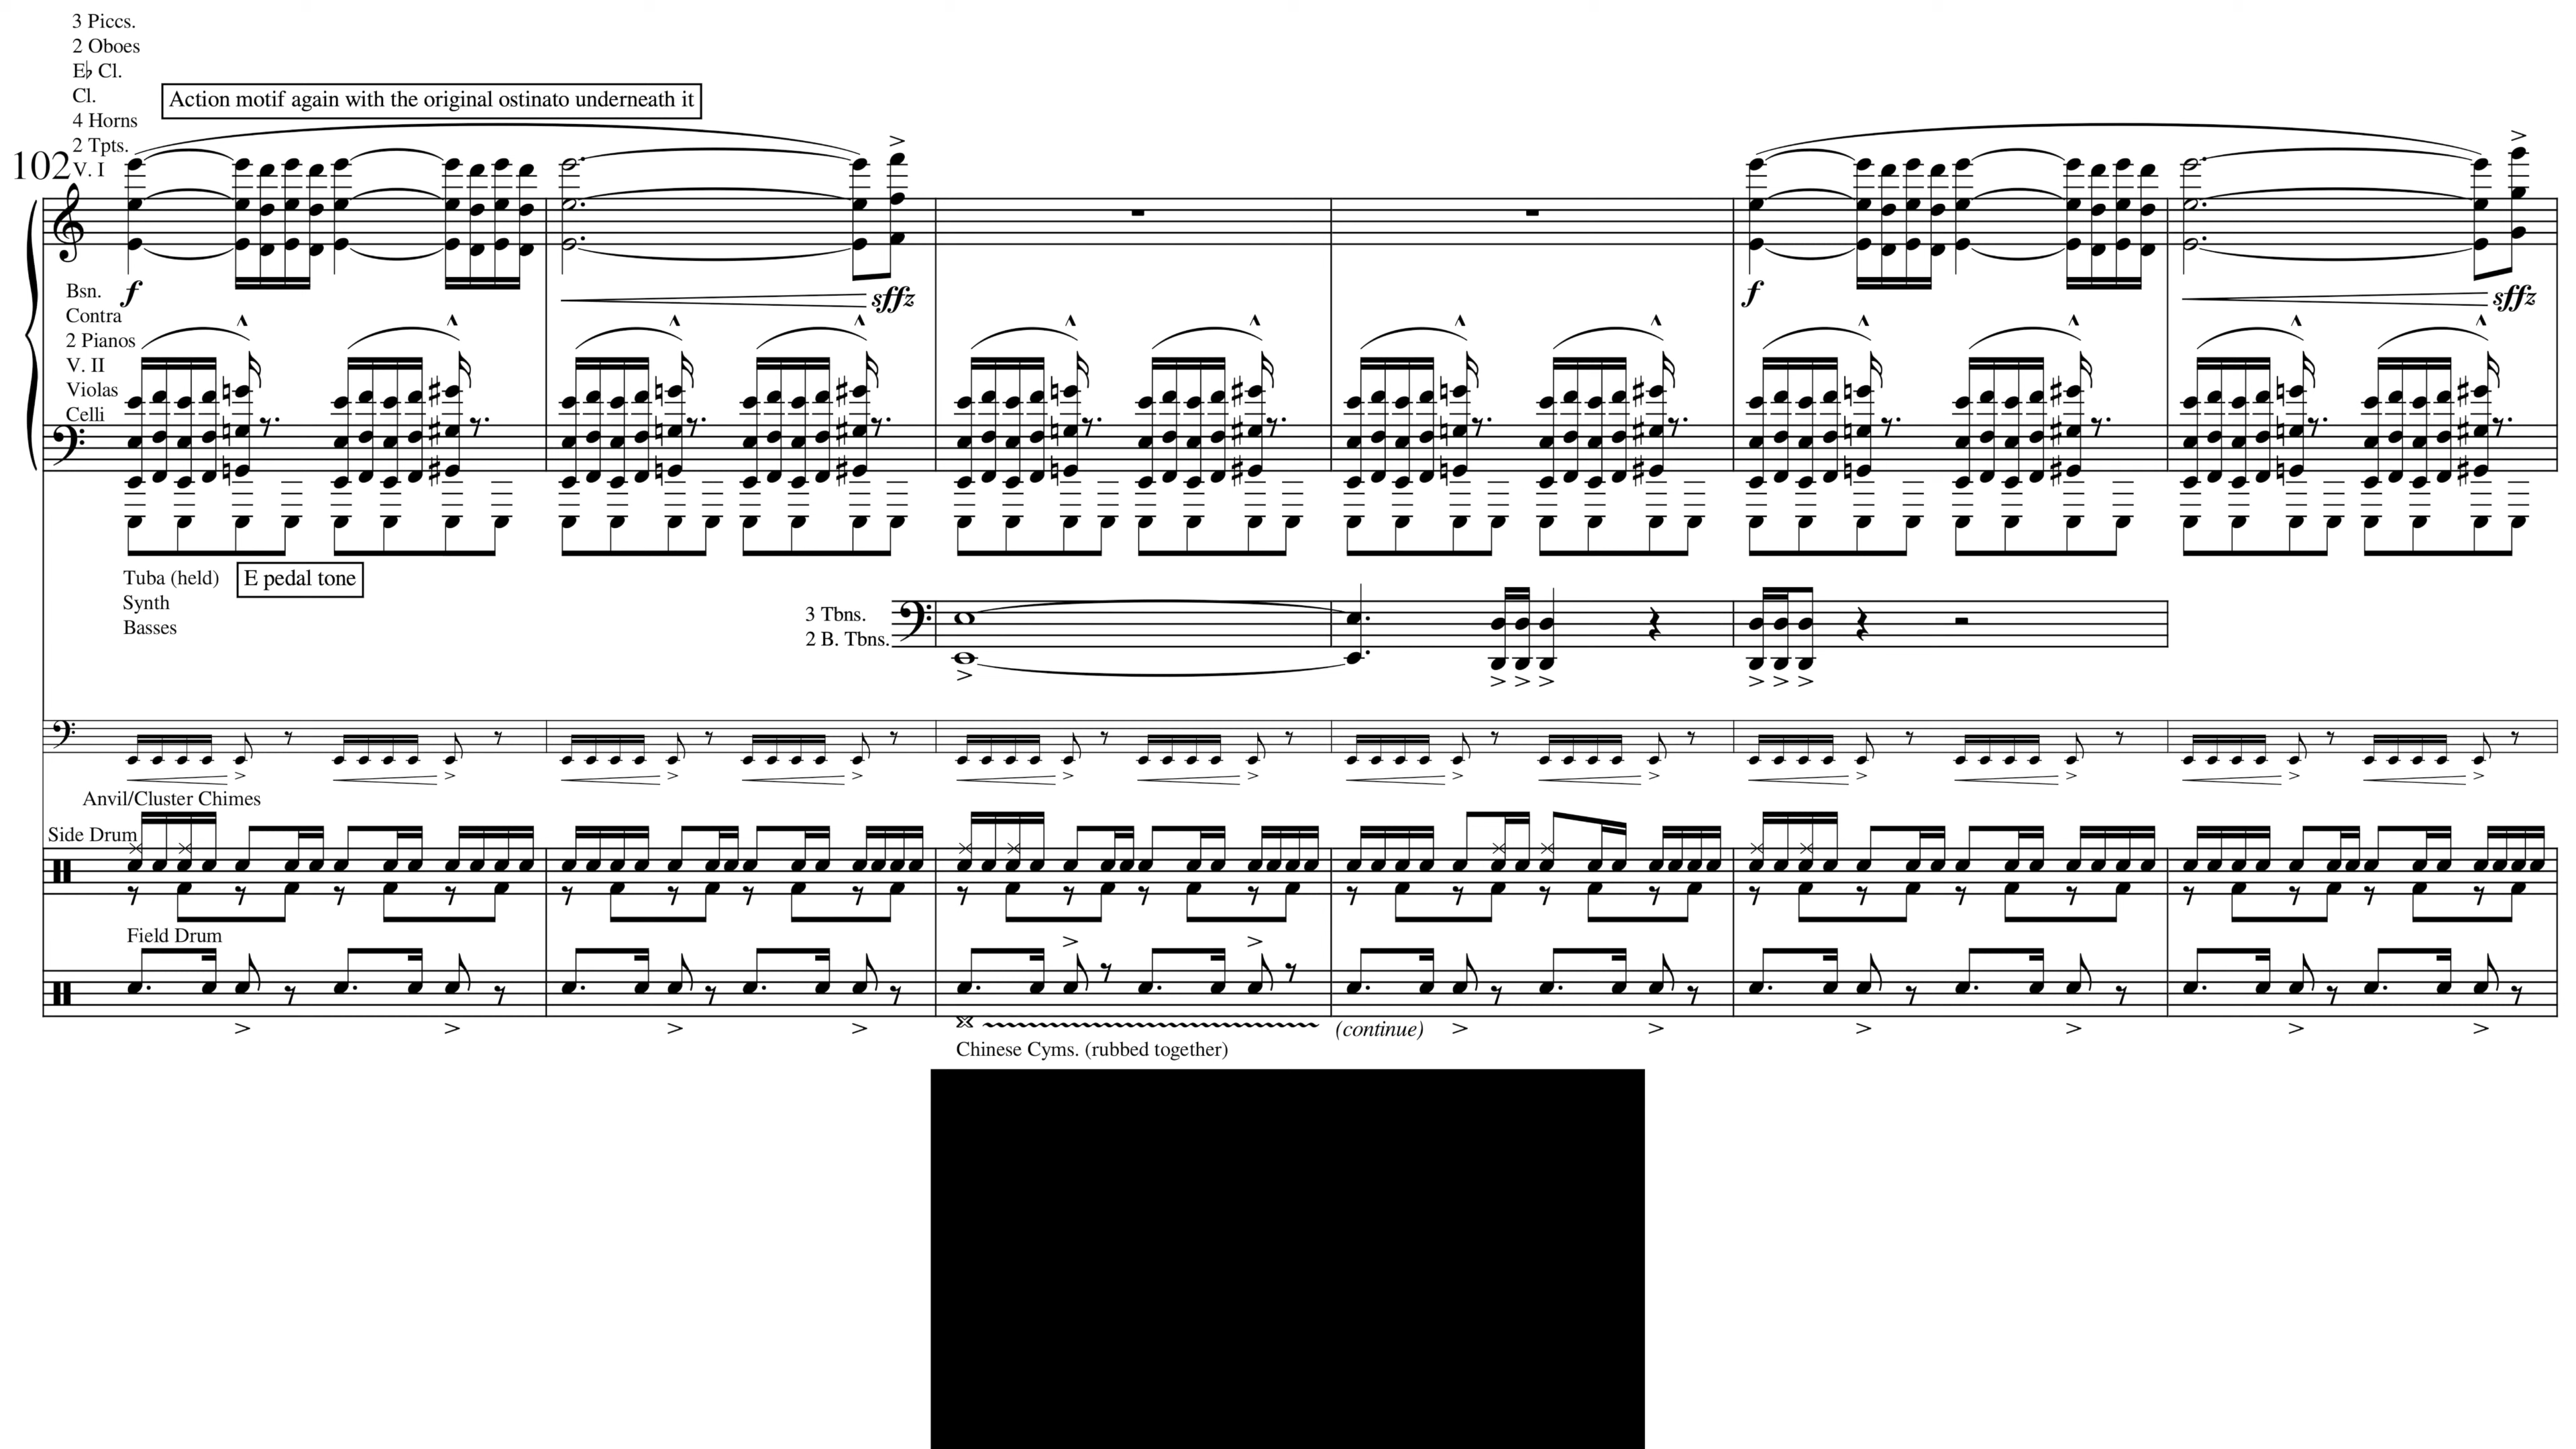 3 Piccs.
2 Oboes
E♭ Cl.
Cl.
4 Horns
2 Tpts.
V. I
Action motif again with the original ostinato underneath it
102
f
sffz
f
sffz
Bsn.
Contra
2 Pianos
V. II
Violas
Celli
Tuba (held)
Synth
Basses
E pedal tone
3 Tbns.
2 B. Tbns.
Anvil/Cluster Chimes
Side Drum
Field Drum
(continue)
Chinese Cyms. (rubbed together)